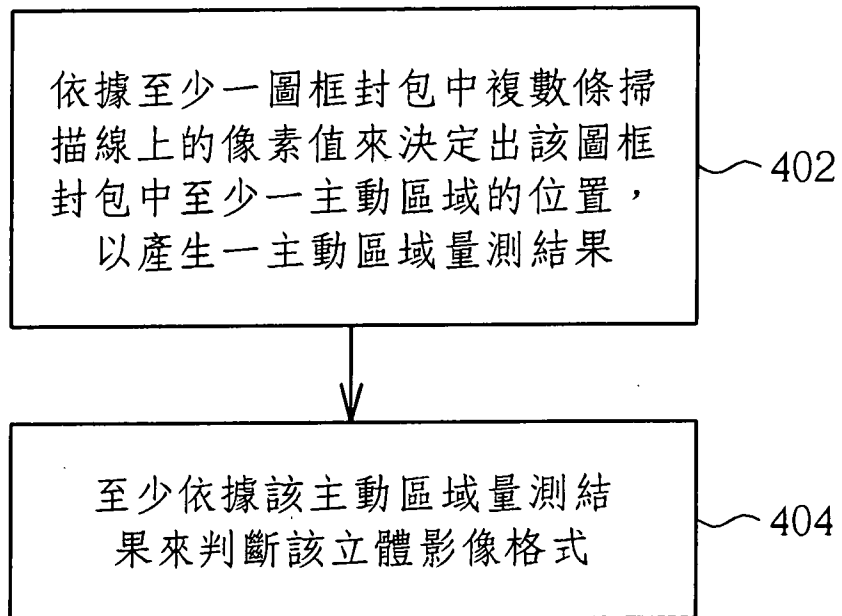 依據至少一圖框封包中複數條掃
描線上的像素值來決定出該圖框
封包中至少一主動區域的位置，
以產生一主動區域量測結果
402
至少依據該主動區域量測結
果來判斷該立體影像格式
404